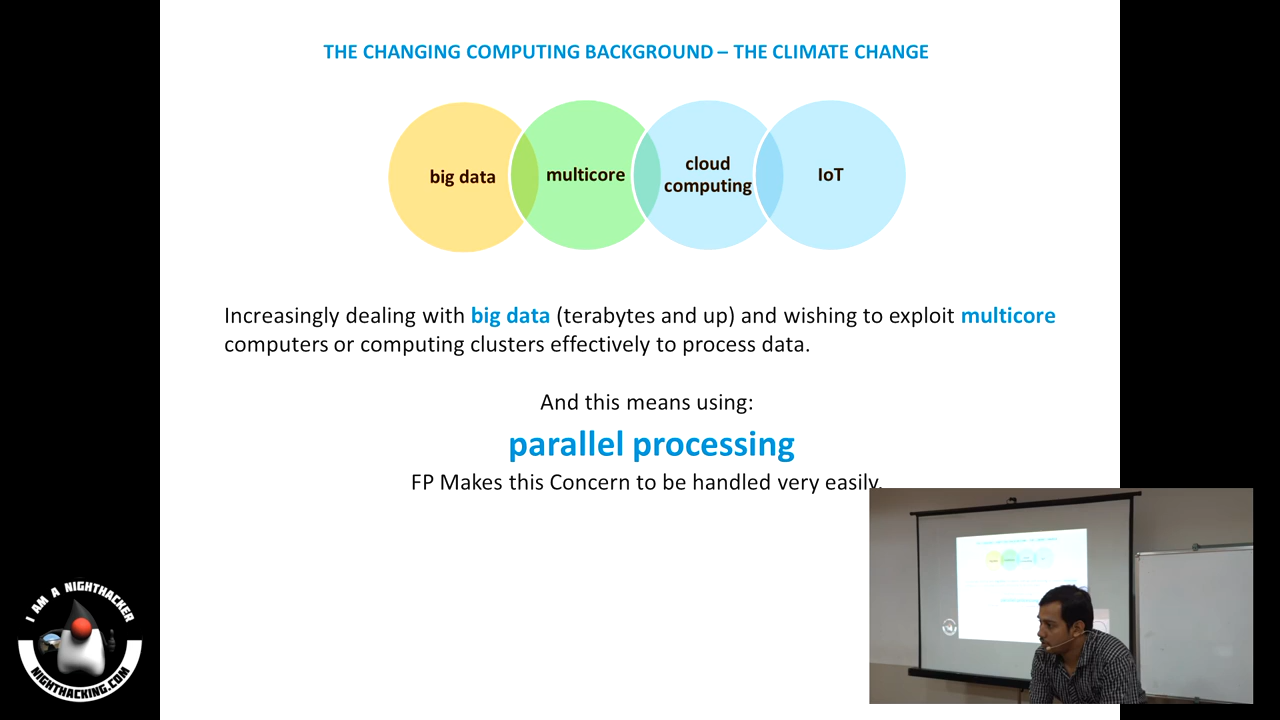 THE CHANGING COMPUTING BACKGROUND – THE CLIMATE CHANGE
big data
multicore
cloud
computing
IoT
Increasingly dealing with big data (terabytes and up) and wishing to exploit multicore
computers or computing clusters effectively to process data.
And this means using:
parallel processing
FP Makes this Concern to be handled very easily.
I AM A NIGHTHACKER
NIGHTHACKING.COM